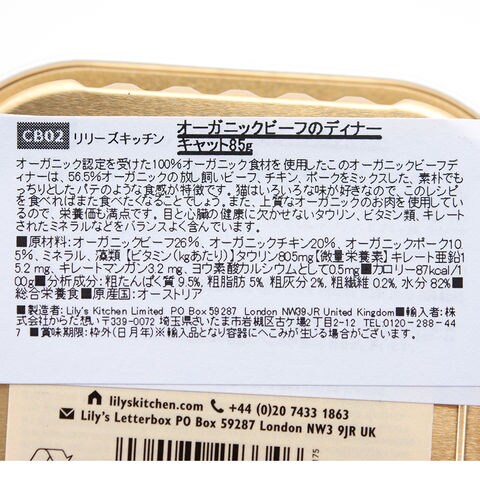 CB02 リリーズキッチン オーガニックビーフのディナー
キャット85g
オーガニック認定を受けた100%オーガニック食材を使用したこのオーガニックビーフデ
ィナーは、56.5%オーガニックの放し飼いビーフ、チキン、ポークをミックスした、素朴でも
っちりとしたパテのような食感が特徴です。猫はいろいろな味が好きなので、このレシピ
を食べればまた食べたくなることでしょう。また、上質なオーガニックのお肉を使用している
ので、栄養価も満点です。目と心臓の健康に欠かせないタウリン、ビタミン類、キレート
されたミネラルなどをバランスよく含んでいます。
■原材料:オーガニックビーフ26%、オーガニックチキン20%、オーガニックポーク10.
5%、ミネラル、藻類【ビタミン(kgあたり)】タウリン805mg【微量栄養素】キレート亜鉛1
5.2 mg、キレートマンガン3.2 mg、ヨウ素酸カルシウムとして0.5mg■カロリー87kcal/1
00g■分析成分:粗たんぱく質 9.5%、粗脂肪 5%、粗灰分 2%、粗繊維 0.2%、水分 82%■
総合栄養食■原産国:オーストリア
■製造者:Lily's Kitchen Limited PO Box 59287 London NW39JR United Kingdom■輸入者:株
式会社からだ想い〒339-0072 埼玉県さいたま市岩槻区古ケ場2丁目2-12 TEL:0120-288-44
7 ■賞味期限:枠外(日月年)※輸入品となり容器にへこみが生じる場合がございます。
lilyskitchen.com +44 (0)20 7433 1863
Lily's Letterbox PO Box 59287 London NW3 9JR UK